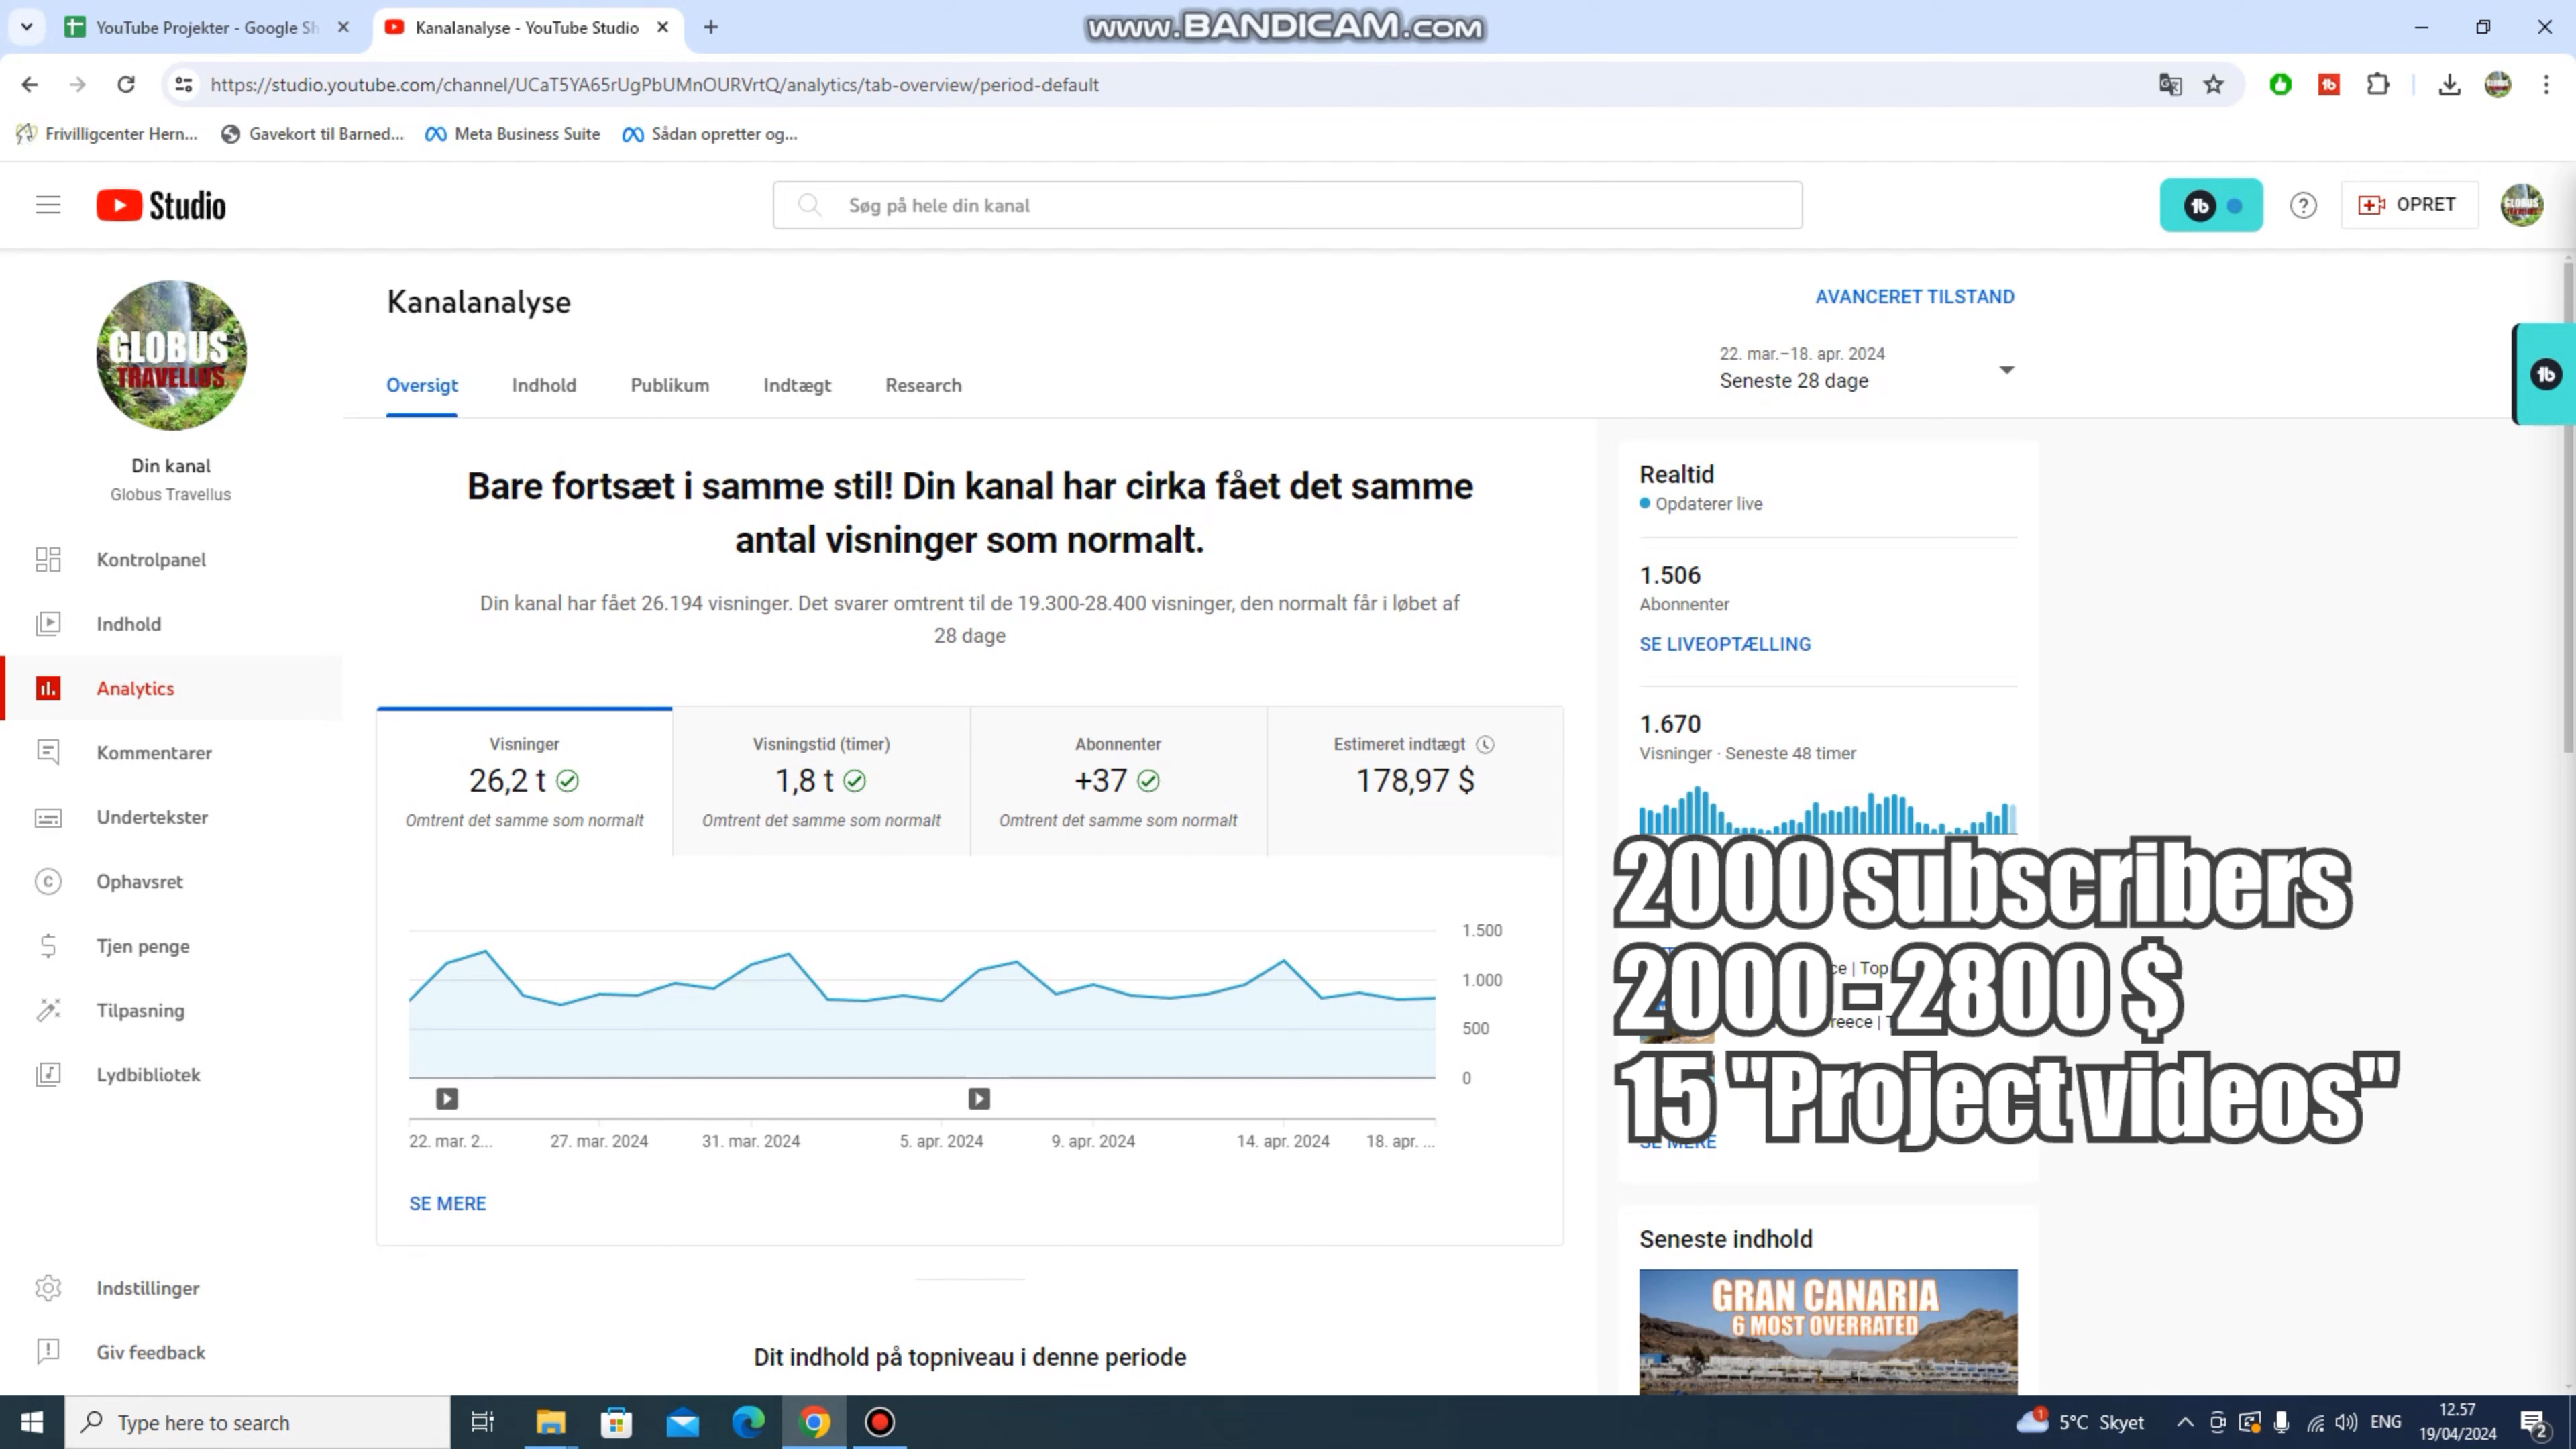 YouTube Projekter - Google Sh
Kanalanalyse - YouTube Studio
www.BANDICAM.com
https://studio.youtube.com/channel/UCaT5YA65rUgPbUMnOURVrtQ/analytics/tab-overview/period-default
Frivilligcenter Hern...
Gavekort til Barned...
Meta Business Suite
Sådan opretter og...
Studio
Søg på hele din kanal
OPRET
GLOBUS
TRAVELLUS
Din kanal
Globus Travellus
Kontrolpanel
Indhold
Analytics
Kommentarer
Undertekster
Ophavsret
Tjen penge
Tilpasning
Lydbibliotek
Indstillinger
Giv feedback
Kanalanalyse
AVANCERET TILSTAND
Oversigt
Indhold
Publikum
Indtægt
Research
22. mar.–18. apr. 2024
Seneste 28 dage
Bare fortsæt i samme stil! Din kanal har cirka fået det samme
antal visninger som normalt.
Din kanal har fået 26.194 visninger. Det svarer omtrent til de 19.300-28.400 visninger, den normalt får i løbet af
28 dage
Visninger
26,2 t
Omtrent det samme som normalt
Visningstid (timer)
1,8 t
Omtrent det samme som normalt
Abonnenter
+37
Omtrent det samme som normalt
Estimeret indtægt
178,97 $
1.500
1.000
500
0
22. mar. 2...
27. mar. 2024
31. mar. 2024
5. apr. 2024
9. apr. 2024
14. apr. 2024
18. apr. ...
SE MERE
Dit indhold på topniveau i denne periode
Realtid
Opdaterer live
1.506
Abonnenter
SE LIVEOPTÆLLING
1.670
Visninger · Seneste 48 timer
2000 subscribers
2000 - 2800 $
15 "Project videos"
| Top
SE MERE
Seneste indhold
GRAN CANARIA
6 MOST OVERRATED
Type here to search
5°C Skyet
ENG
12.57
19/04/2024
2